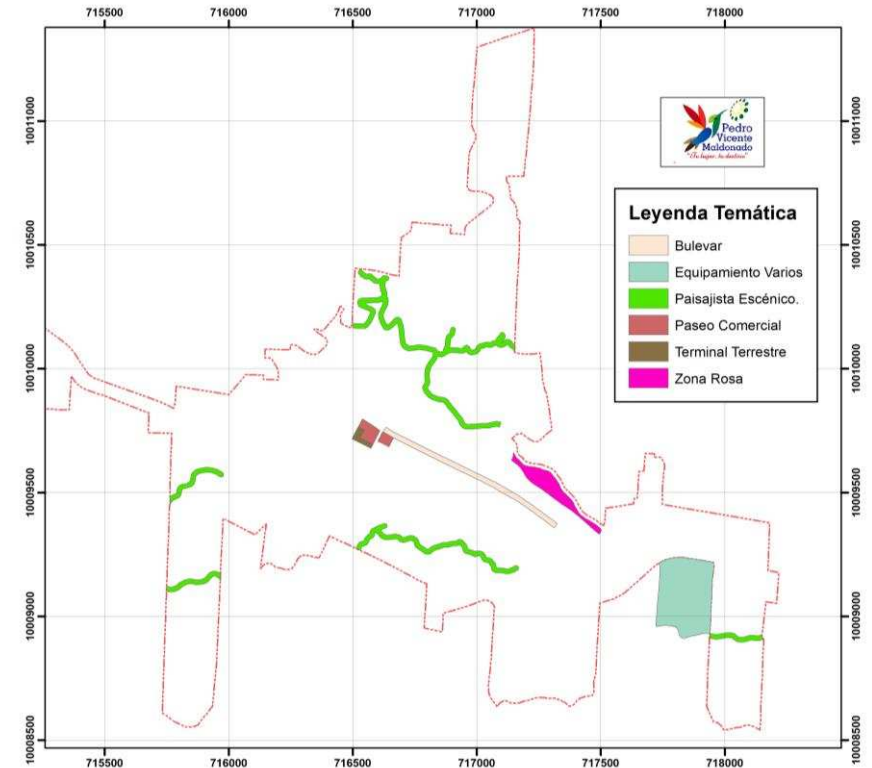 715500 716000 716500 717000 717500 718000
10011000 10011000
Pedro
Vicente
Maldonado
Leyenda Temática
Bulevar
Equipamiento Varios
Paisajista Escénico.
Paseo Comercial
Terminal Terrestre
Zona Rosa
10010500 10010500
10010000 10010000
10009500 10009500
10009000 10009000
10008500 10008500
715500 716000 716500 717000 717500 718000